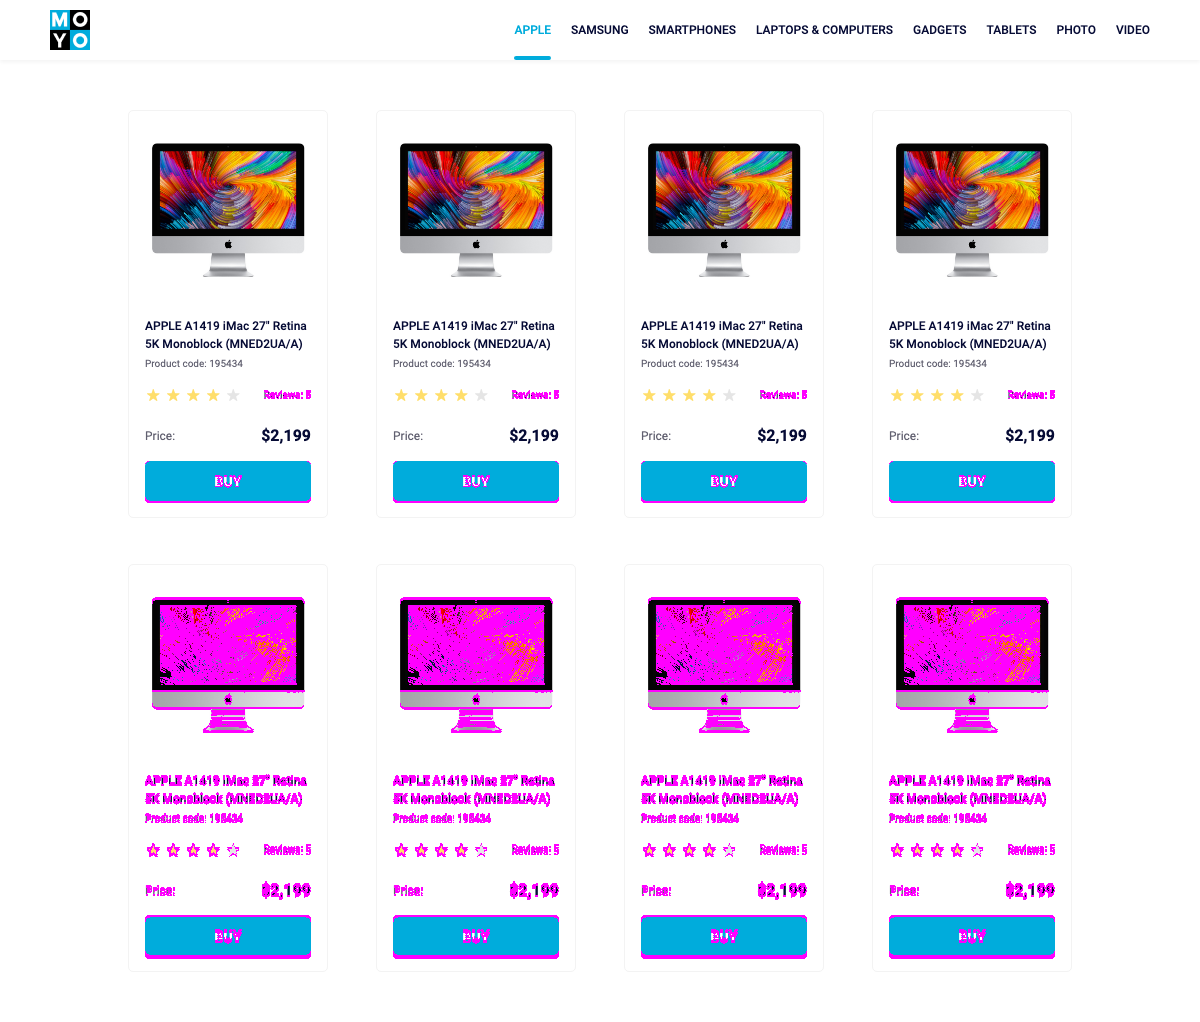 MO
YO
APPLE SAMSUNG SMARTPHONES LAPTOPS & COMPUTERS GADGETS TABLETS PHOTO VIDEO
APPLE A1419 iMac 27" Retina
5K Monoblock (MNED2UA/A)
Product code: 195434
Reviews: 5
Price: $2,199
BUY
APPLE A1419 iMac 27" Retina
5K Monoblock (MNED2UA/A)
Product code: 195434
Reviews: 5
Price: $2,199
BUY
APPLE A1419 iMac 27" Retina
5K Monoblock (MNED2UA/A)
Product code: 195434
Reviews: 5
Price: $2,199
BUY
APPLE A1419 iMac 27" Retina
5K Monoblock (MNED2UA/A)
Product code: 195434
Reviews: 5
Price: $2,199
BUY
APPLE A1419 iMac 27" Retina
5K Monoblock (MNED2UA/A)
Product code: 195434
Reviews: 5
Price: $2,199
BUY
APPLE A1419 iMac 27" Retina
5K Monoblock (MNED2UA/A)
Product code: 195434
Reviews: 5
Price: $2,199
BUY
APPLE A1419 iMac 27" Retina
5K Monoblock (MNED2UA/A)
Product code: 195434
Reviews: 5
Price: $2,199
BUY
APPLE A1419 iMac 27" Retina
5K Monoblock (MNED2UA/A)
Product code: 195434
Reviews: 5
Price: $2,199
BUY